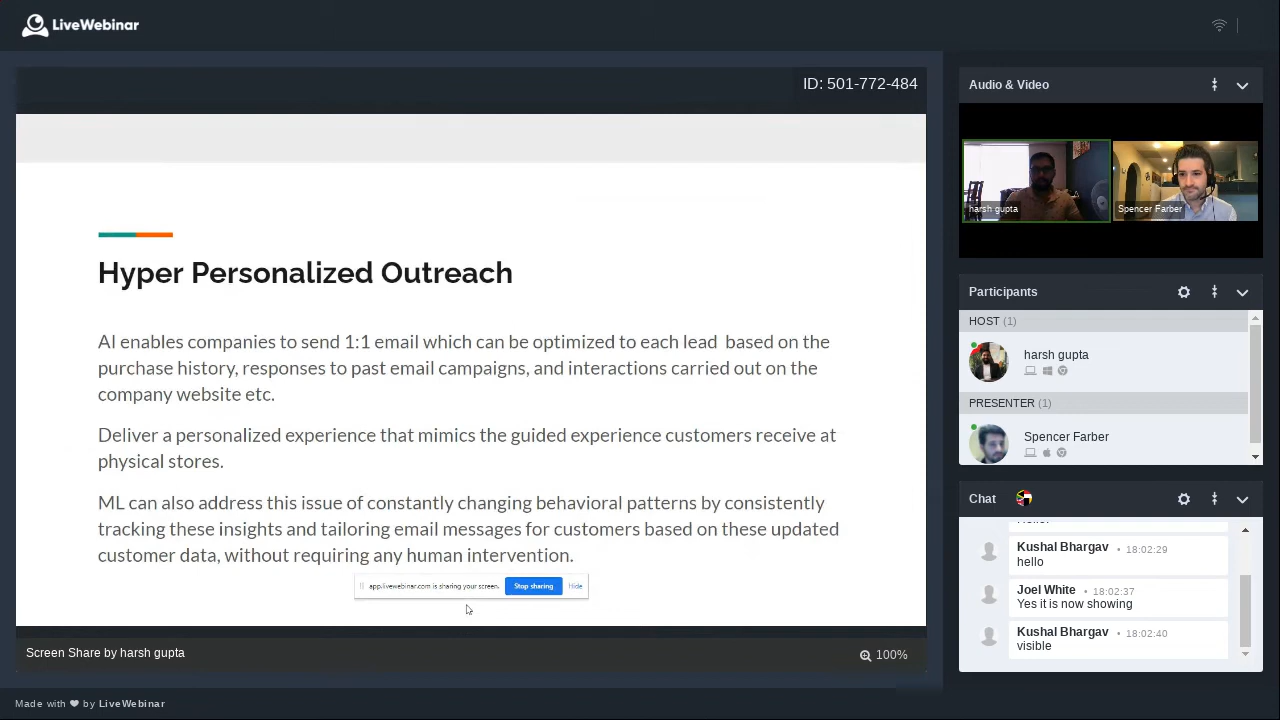 LiveWebinar
ID: 501-772-484
Hyper Personalized Outreach
AI enables companies to send 1:1 email which can be optimized to each lead  based on the
purchase history, responses to past email campaigns, and interactions carried out on the
company website etc.
Deliver a personalized experience that mimics the guided experience customers receive at
physical stores.
ML can also address this issue of constantly changing behavioral patterns by consistently
tracking these insights and tailoring email messages for customers based on these updated
customer data, without requiring any human intervention.
app.livewebinar.com is sharing your screen. Stop sharing Hide
Screen Share by harsh gupta
100%
Audio & Video
harsh gupta
Spencer Farber
Participants
HOST (1)
harsh gupta
PRESENTER (1)
Spencer Farber
Chat
Kushal Bhargav • 18:02:29
hello
Joel White • 18:02:37
Yes it is now showing
Kushal Bhargav • 18:02:40
visible
Made with ❤ by LiveWebinar